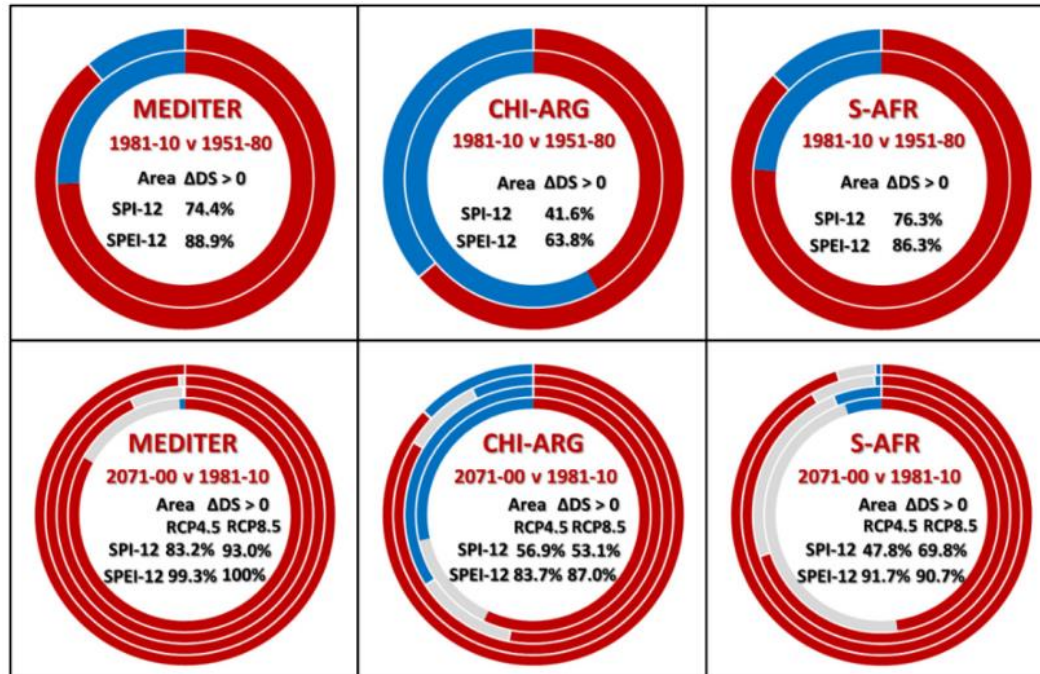 MEDITER
1981-10 v 1951-80
Area ΔDS > 0
SPI-12 74.4%
SPEI-12 88.9%
CHI-ARG
1981-10 v 1951-80
Area ΔDS > 0
SPI-12 41.6%
SPEI-12 63.8%
S-AFR
1981-10 v 1951-80
Area ΔDS > 0
SPI-12 76.3%
SPEI-12 86.3%
MEDITER
2071-00 v 1981-10
Area ΔDS > 0
RCP4.5 RCP8.5
SPI-12 83.2% 93.0%
SPEI-12 99.3% 100%
CHI-ARG
2071-00 v 1981-10
Area ΔDS > 0
RCP4.5 RCP8.5
SPI-12 56.9% 53.1%
SPEI-12 83.7% 87.0%
S-AFR
2071-00 v 1981-10
Area ΔDS > 0
RCP4.5 RCP8.5
SPI-12 47.8% 69.8%
SPEI-12 91.7% 90.7%